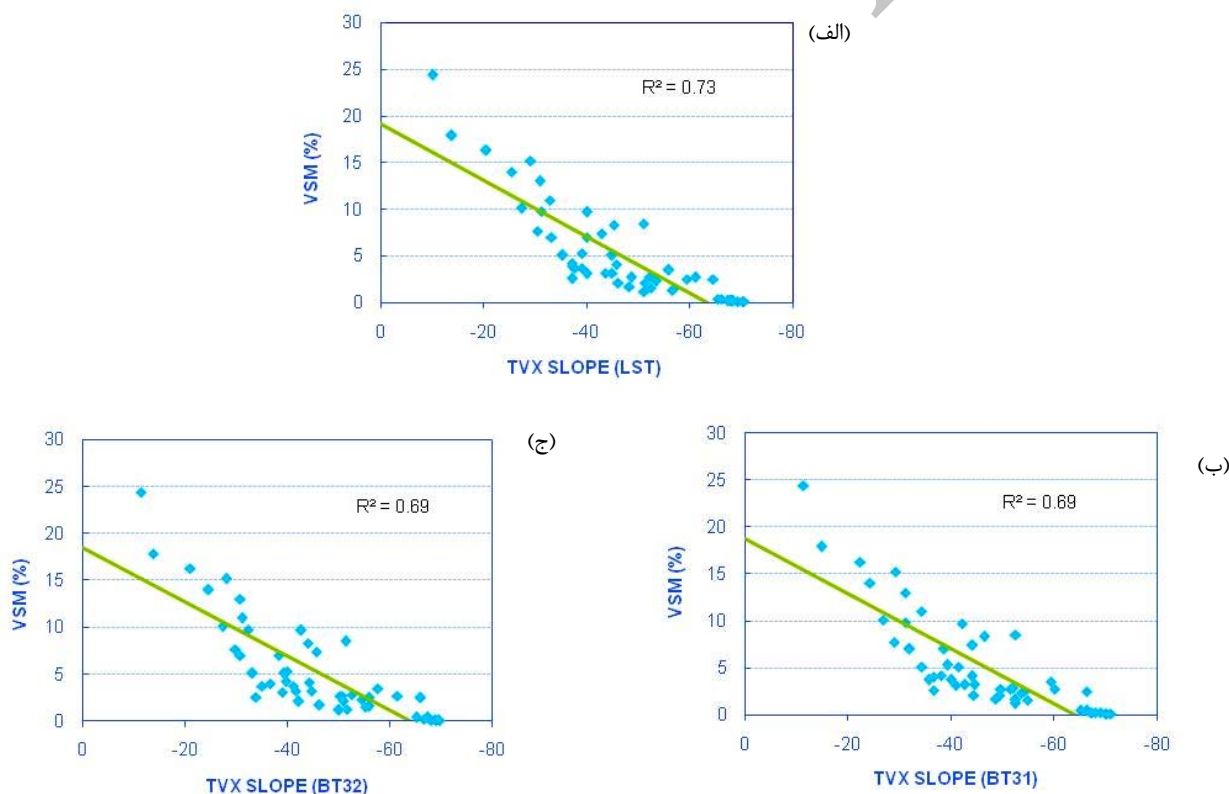 (الف)
30
25
20
15
10
5
0
VSM (%)
R² = 0.73
0 -20 -40 -60 -80
TVX SLOPE (LST)
(ب)
30
25
20
15
10
5
0
VSM (%)
R² = 0.69
0 -20 -40 -60 -80
TVX SLOPE (BT31)
(ج)
30
25
20
15
10
5
0
VSM (%)
R² = 0.69
0 -20 -40 -60 -80
TVX SLOPE (BT32)